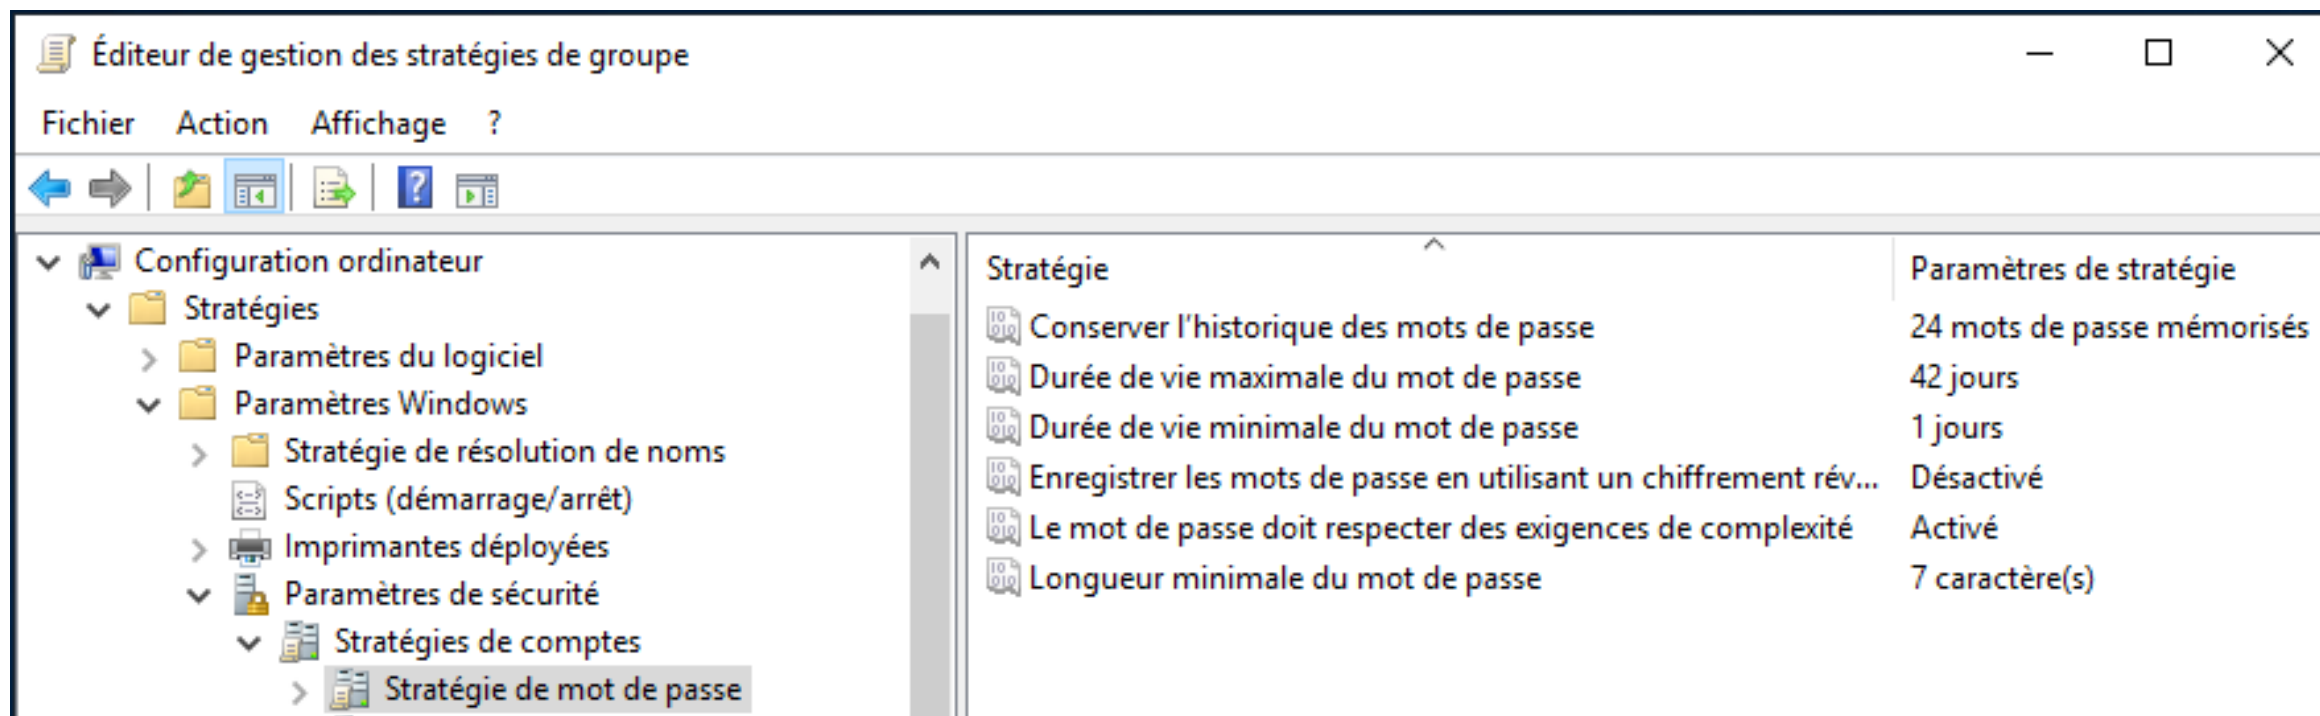 Éditeur de gestion des stratégies de groupe
Fichier Action Affichage ?
Configuration ordinateur
Stratégies
Paramètres du logiciel
Paramètres Windows
Stratégie de résolution de noms
Scripts (démarrage/arrêt)
Imprimantes déployées
Paramètres de sécurité
Stratégies de comptes
Stratégie de mot de passe
Stratégie Paramètres de stratégie
Conserver l'historique des mots de passe 24 mots de passe mémorisés
Durée de vie maximale du mot de passe 42 jours
Durée de vie minimale du mot de passe 1 jours
Enregistrer les mots de passe en utilisant un chiffrement rév... Désactivé
Le mot de passe doit respecter des exigences de complexité Activé
Longueur minimale du mot de passe 7 caractère(s)